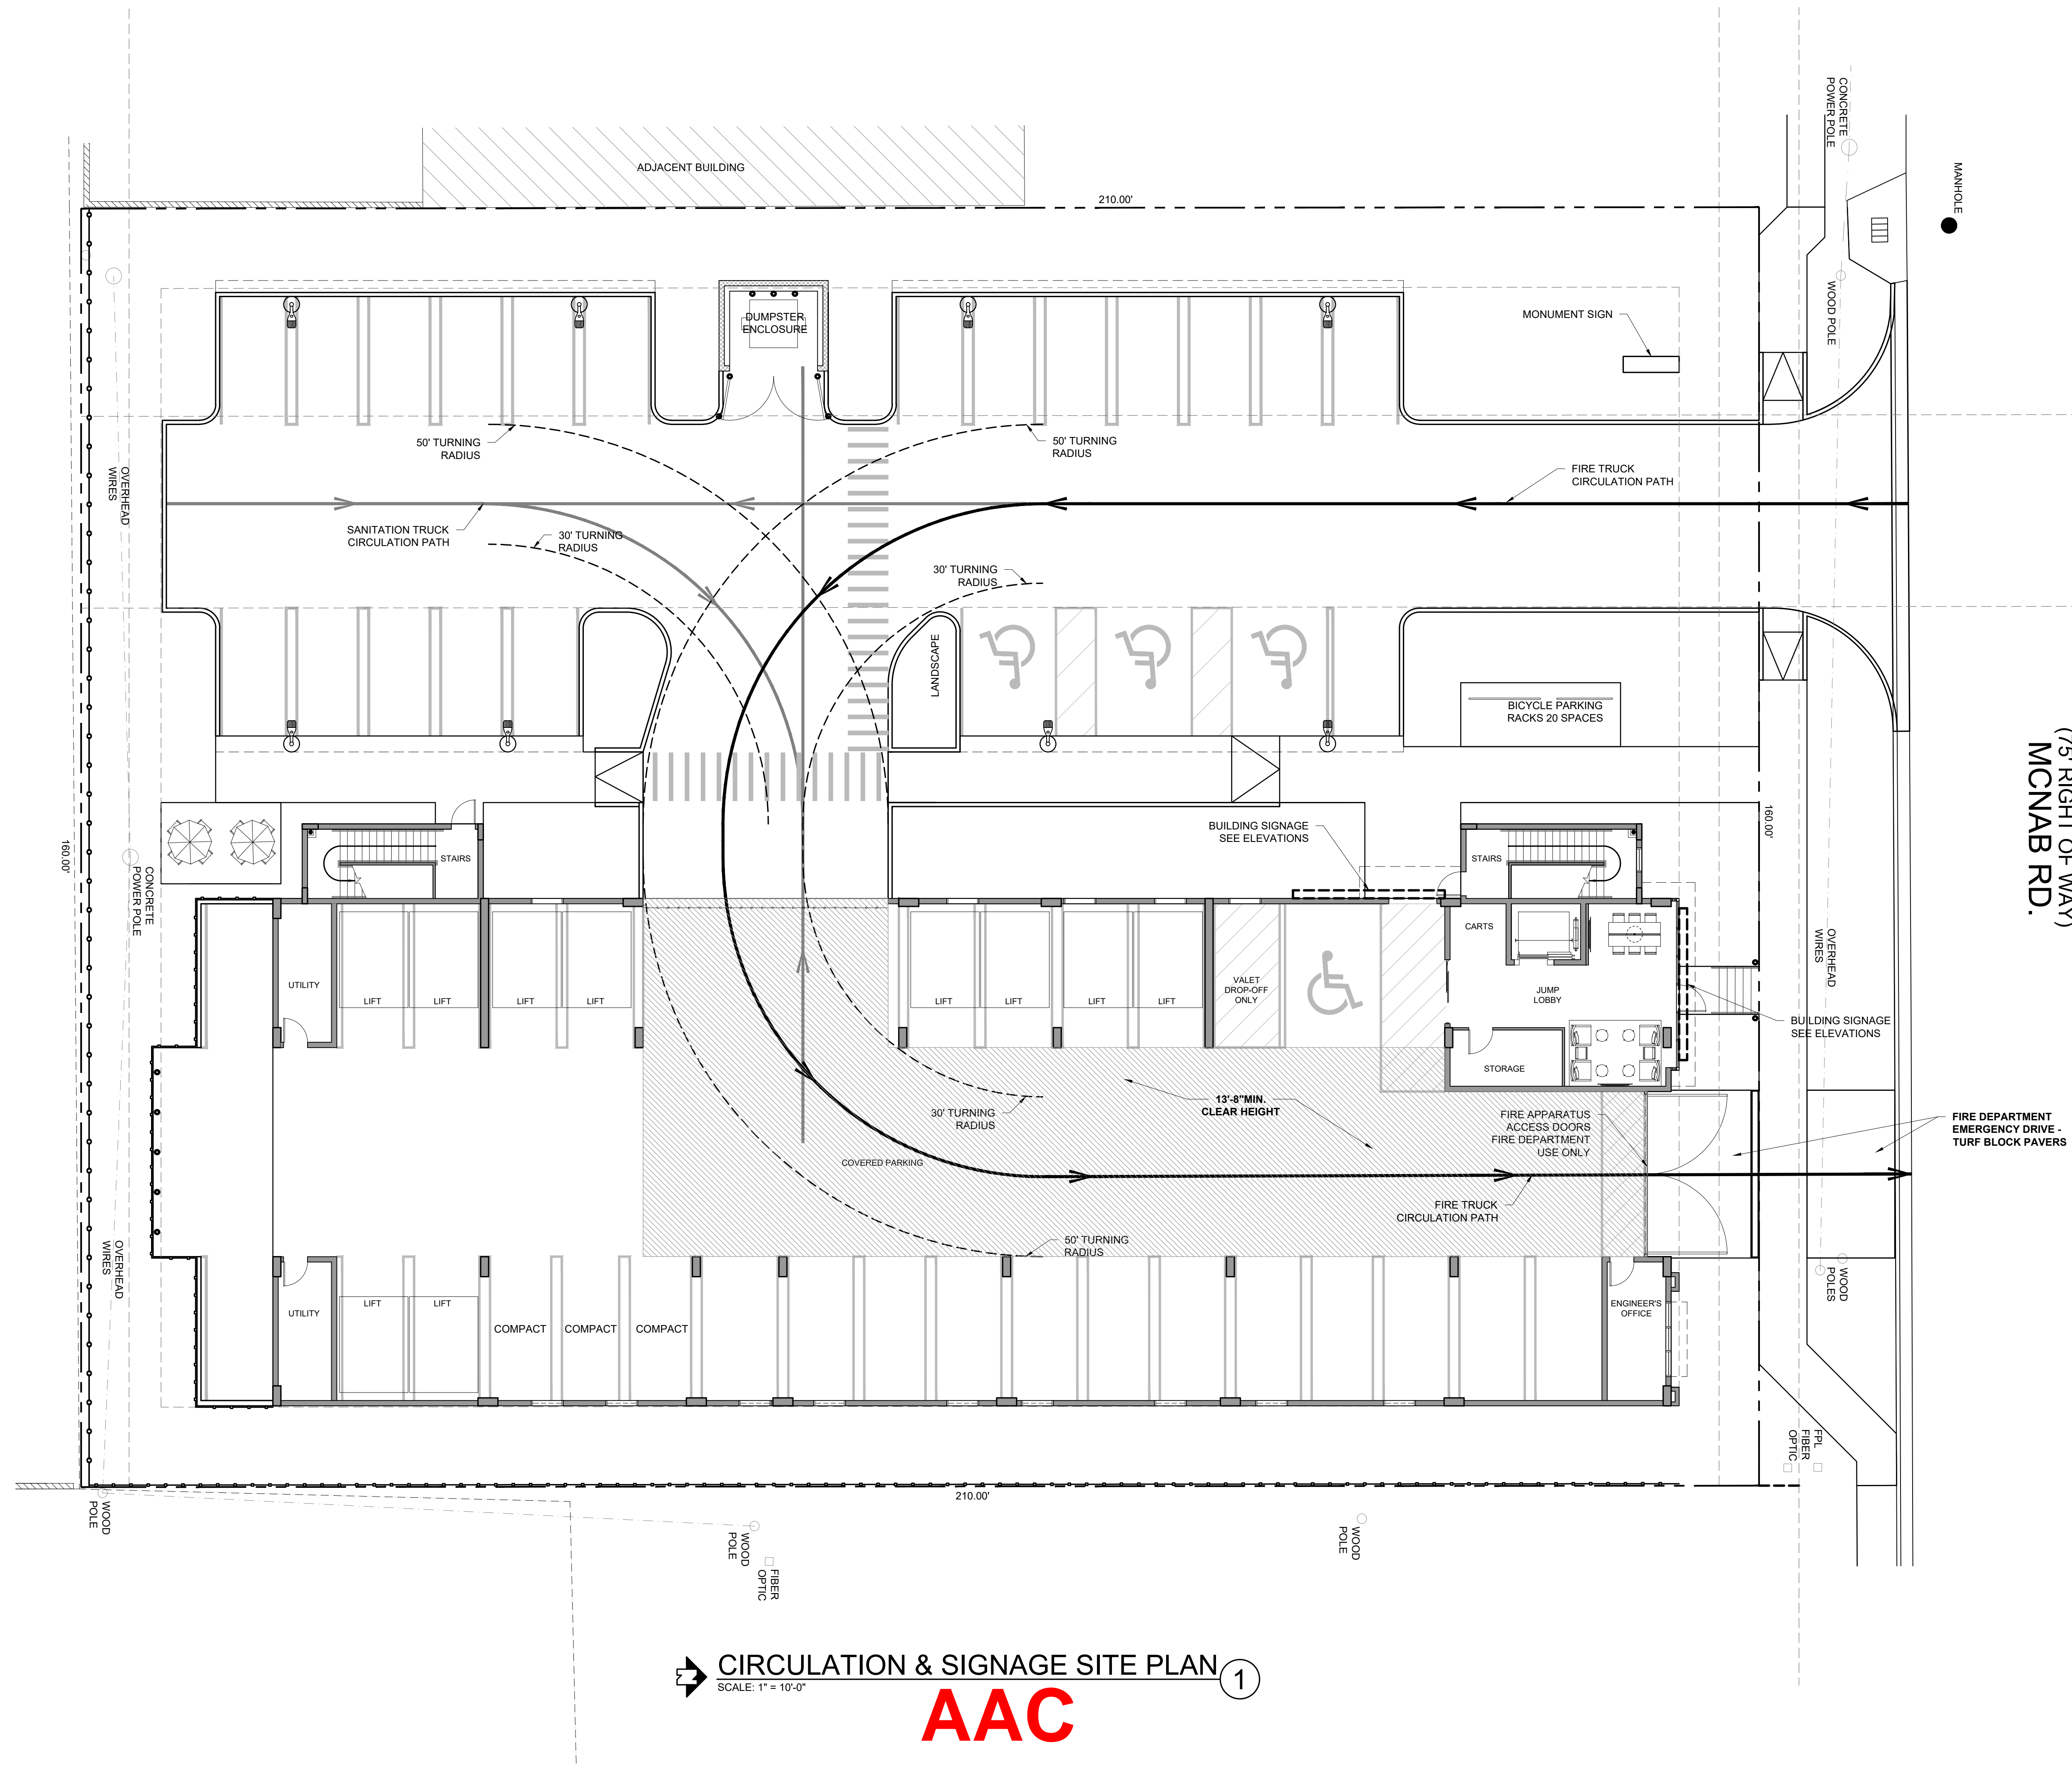 CONCRETE
POWER POLE
MANHOLE
ADJACENT BUILDING
210.00'
WOOD POLE
DUMPSTER
ENCLOSURE
MONUMENT SIGN
50' TURNING
RADIUS
50' TURNING
RADIUS
FIRE TRUCK
CIRCULATION PATH
OVERHEAD
WIRES
SANITATION TRUCK
CIRCULATION PATH
30' TURNING
RADIUS
30' TURNING
RADIUS
LANDSCAPE
BICYCLE PARKING
RACKS 20 SPACES
(75' RIGHT OF WAY)
MCNAB RD.
160.00'
160.00'
BUILDING SIGNAGE
SEE ELEVATIONS
STAIRS
STAIRS
CONCRETE
POWER POLE
CARTS
OVERHEAD
WIRES
UTILITY
LIFT
LIFT
LIFT
LIFT
LIFT
LIFT
LIFT
LIFT
VALET
DROP-OFF
ONLY
JUMP
LOBBY
BUILDING SIGNAGE
SEE ELEVATIONS
STORAGE
13'-8"MIN.
CLEAR HEIGHT
30' TURNING
RADIUS
FIRE APPARATUS
ACCESS DOORS
FIRE DEPARTMENT
USE ONLY
FIRE DEPARTMENT
EMERGENCY DRIVE -
TURF BLOCK PAVERS
COVERED PARKING
FIRE TRUCK
CIRCULATION PATH
50' TURNING
RADIUS
OVERHEAD
WIRES
WOOD
POLES
UTILITY
LIFT
LIFT
COMPACT
COMPACT
COMPACT
ENGINEER'S
OFFICE
FPL
FIBER
OPTIC
210.00'
WOOD
POLE
WOOD
POLE
WOOD
POLE
FIBER
OPTIC
Z
CIRCULATION & SIGNAGE SITE PLAN
1
SCALE: 1" = 10'-0"
AAC